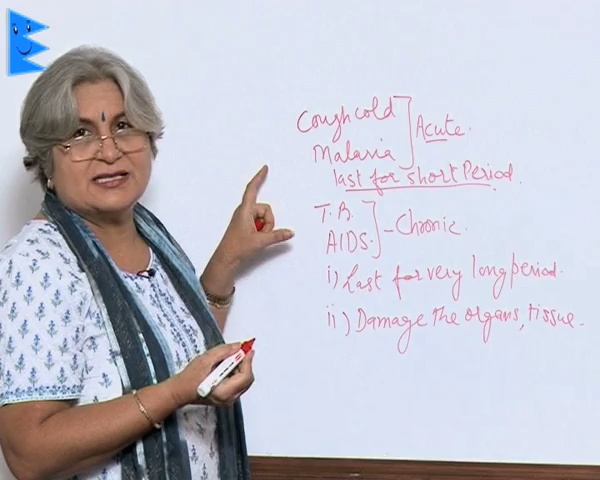 Cough cold
Malaria ] Acute.
last for short Period.
T.B.
AIDS. ] - Chronic
i) Last for very long period.
ii) Damage the organs, tissue.